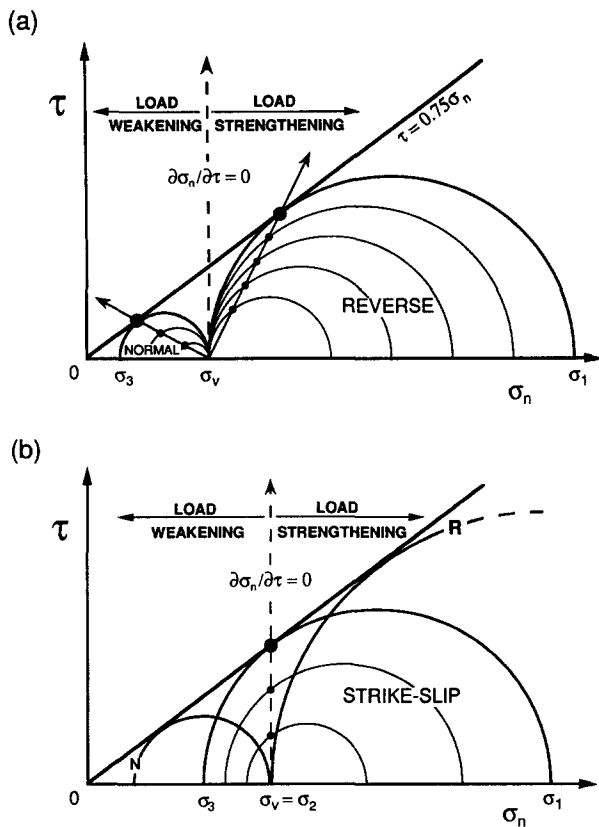 (a)
τ
LOAD LOAD
WEAKENING STRENGTHENING
τ = 0.75σn
∂σn/∂τ = 0
REVERSE
NORMAL
0 σ3 σv σn σ1
(b)
τ
LOAD LOAD
WEAKENING STRENGTHENING
R
∂σn/∂τ = 0
STRIKE-SLIP
N
0 σ3 σv = σ2 σn σ1